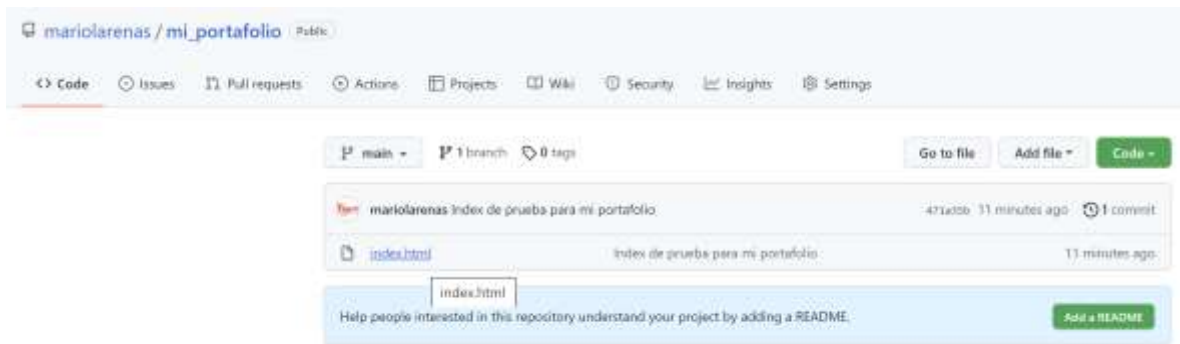 mariolarenas / mi_portafolio Public
Code Issues Pull requests Actions Projects Wiki Security Insights Settings
main 1 branch 0 tags Go to file Add file Code
mariolarenas Index de prueba para mi portafolio 11 minutes ago 1 commit
index.html Index de prueba para mi portafolio 11 minutes ago
index.html
Help people interested in this repository understand your project by adding a README. Add a README